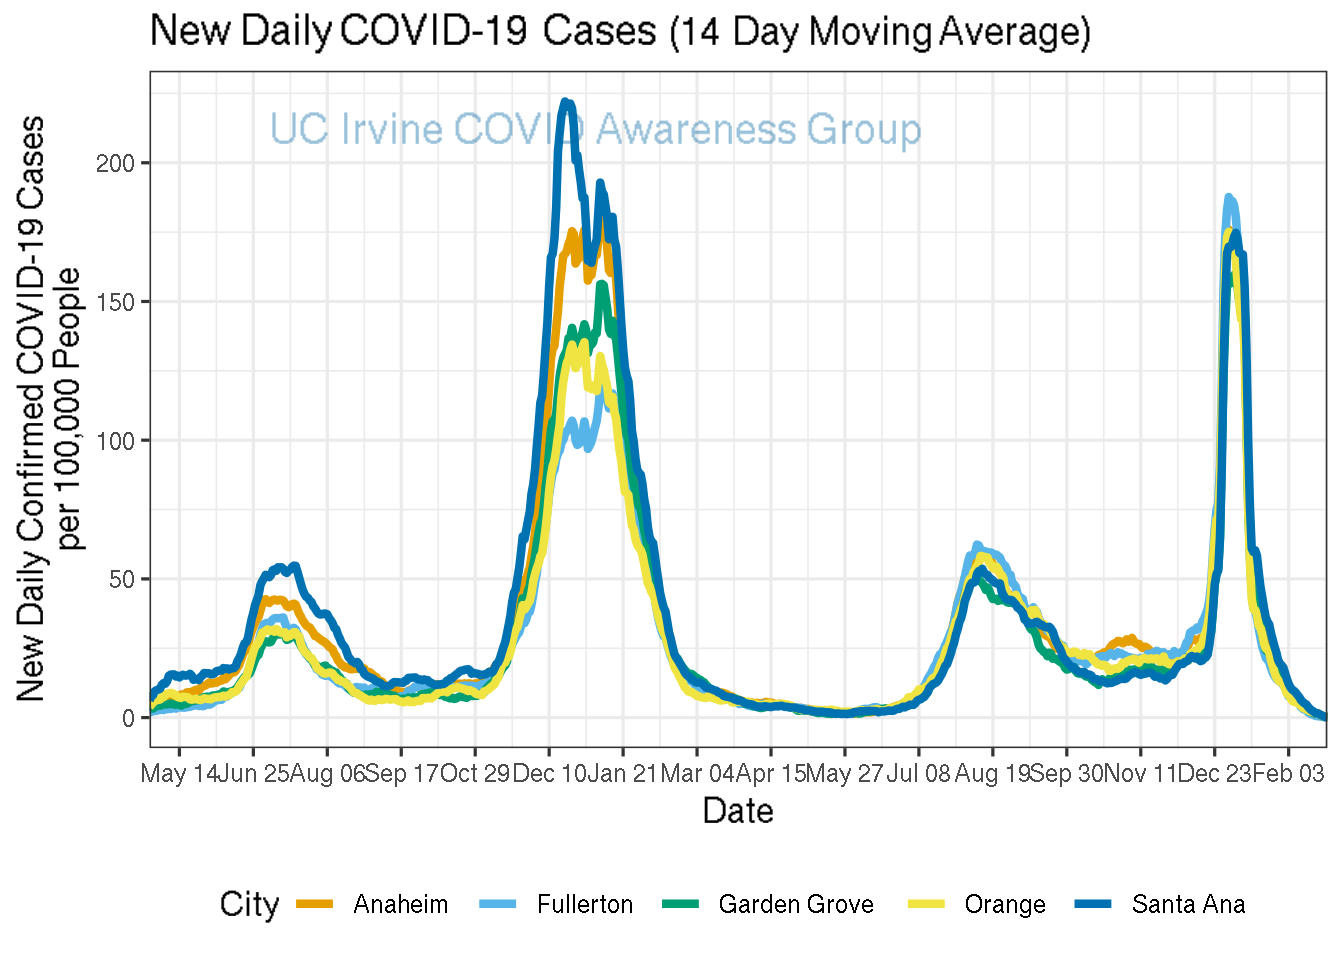 New Daily COVID-19 Cases (14 Day Moving Average)
UC Irvine COVID Awareness Group
New Daily Confirmed COVID-19 Cases
per 100,000 People
200
150
100
50
0
May 14 Jun 25 Aug 06 Sep 17 Oct 29 Dec 10 Jan 21 Mar 04 Apr 15 May 27 Jul 08 Aug 19 Sep 30 Nov 11 Dec 23 Feb 03
Date
City Anaheim Fullerton Garden Grove Orange Santa Ana